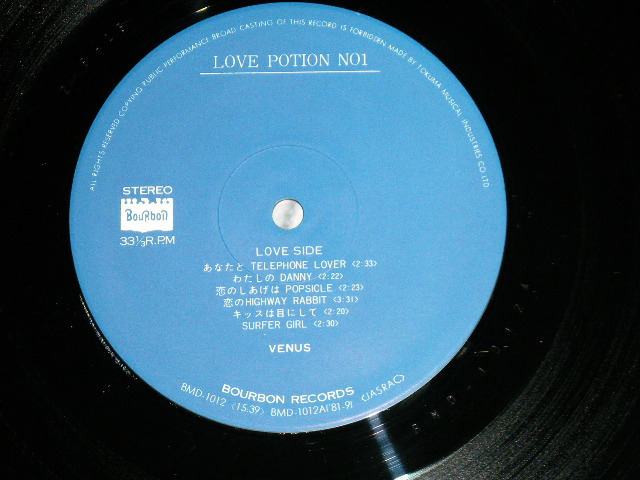 ALL RIGHTS RESERVED COPYING PUBLIC PERFORMANCE BROAD CASTING OF THIS RECORD IS FORBIDDEN MADE BY TOKUMA MUSICAL INDUSTRIES CO LTD
LOVE POTION NO1
STEREO
BOURBON
33⅓ R.P.M
LOVE SIDE
あなたと TELEPHONE LOVER <2:33>
わたしの DANNY <2:22>
恋のしあげは POPSICLE <2:23>
恋のHIGHWAY RABBIT <3:31>
キッスは目にして <2:20>
SURFER GIRL <2:30>
VENUS
BOURBON RECORDS
BMD-1012 (15.39) BMD-1012A('81-9) (JASRAC)